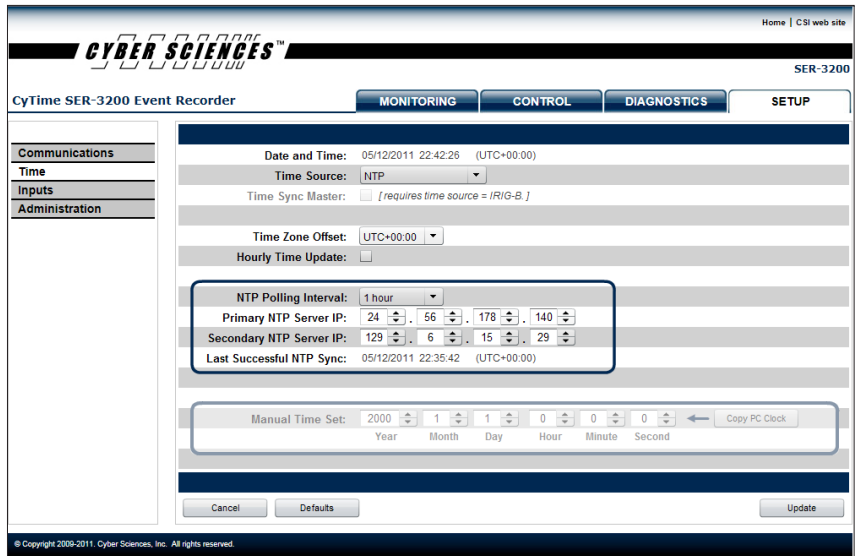 Home | CSI web site
CYBER SCIENCES™
SER-3200
CyTime SER-3200 Event Recorder
MONITORING CONTROL DIAGNOSTICS SETUP
Communications
Time
Inputs
Administration
Date and Time: 05/12/2011 22:42:26 (UTC+00:00)
Time Source: NTP
Time Sync Master: [ requires time source = IRIG-B. ]
Time Zone Offset: UTC+00:00
Hourly Time Update:
NTP Polling Interval: 1 hour
Primary NTP Server IP: 24 . 56 . 178 . 140
Secondary NTP Server IP: 129 . 6 . 15 . 29
Last Successful NTP Sync: 05/12/2011 22:35:42 (UTC+00:00)
Manual Time Set: 2000 1 1 0 0 0 Copy PC Clock
Year Month Day Hour Minute Second
Cancel Defaults Update
© Copyright 2009-2011. Cyber Sciences, Inc. All rights reserved.